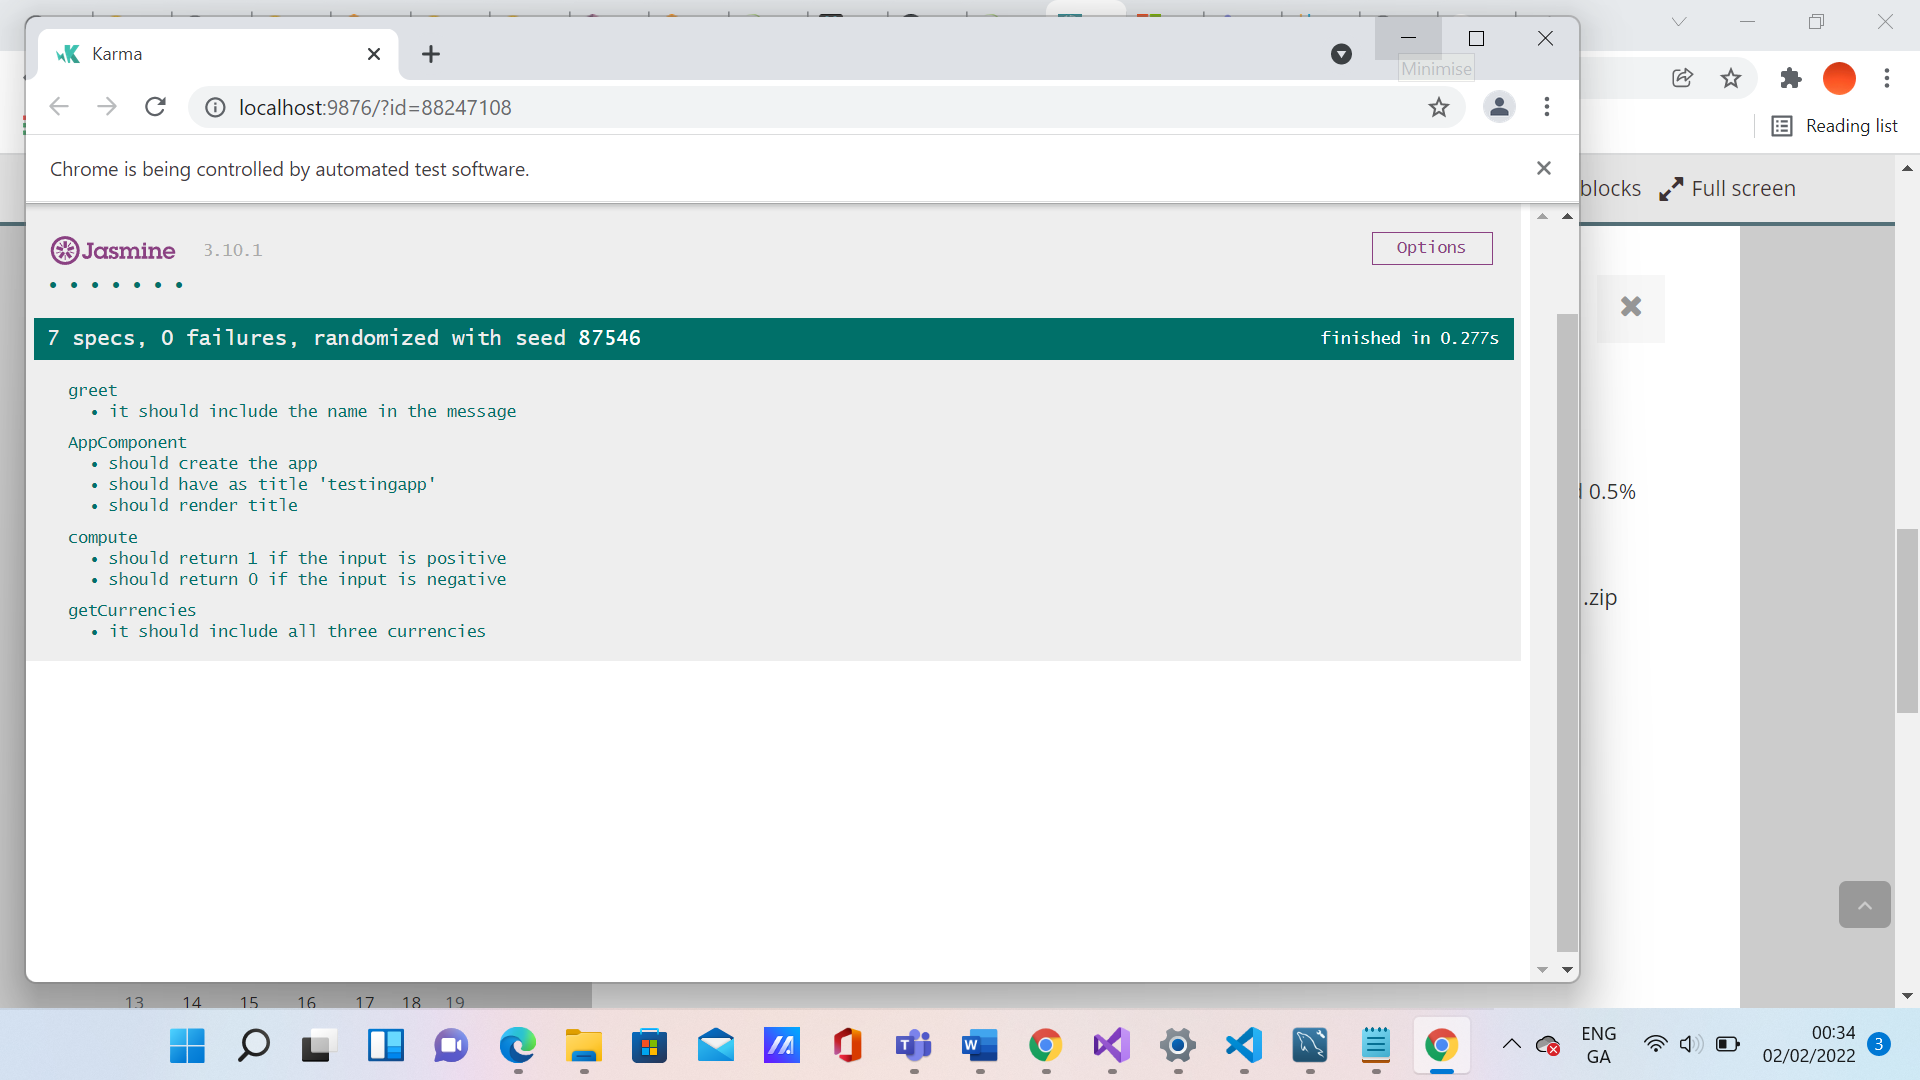 Karma
Minimise
localhost:9876/?id=88247108
Reading list
Chrome is being controlled by automated test software.
blocks
Full screen
Jasmine
3.10.1
Options
7 specs, 0 failures, randomized with seed 87546
finished in 0.277s
greet
• it should include the name in the message
AppComponent
• should create the app
• should have as title 'testingapp'
• should render title
0.5%
compute
• should return 1 if the input is positive
• should return 0 if the input is negative
.zip
getCurrencies
• it should include all three currencies
13 14 15 16 17 18 19
ENG
GA
00:34
02/02/2022
3